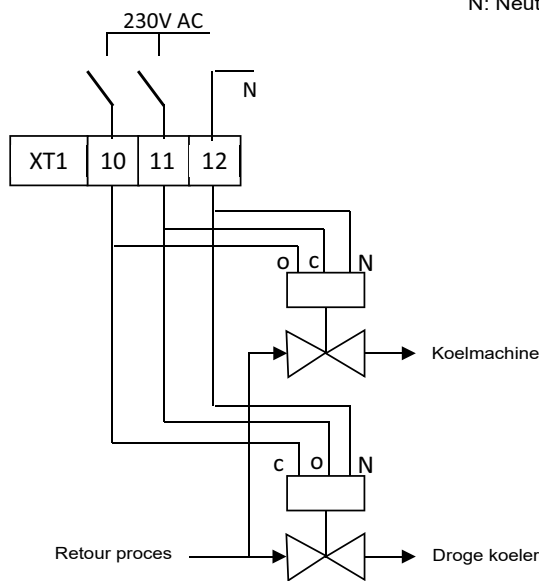 N: Neut
230V AC
N
XT1 10 11 12
o c N
Koelmachine
c o N
Retour proces
Droge koeler